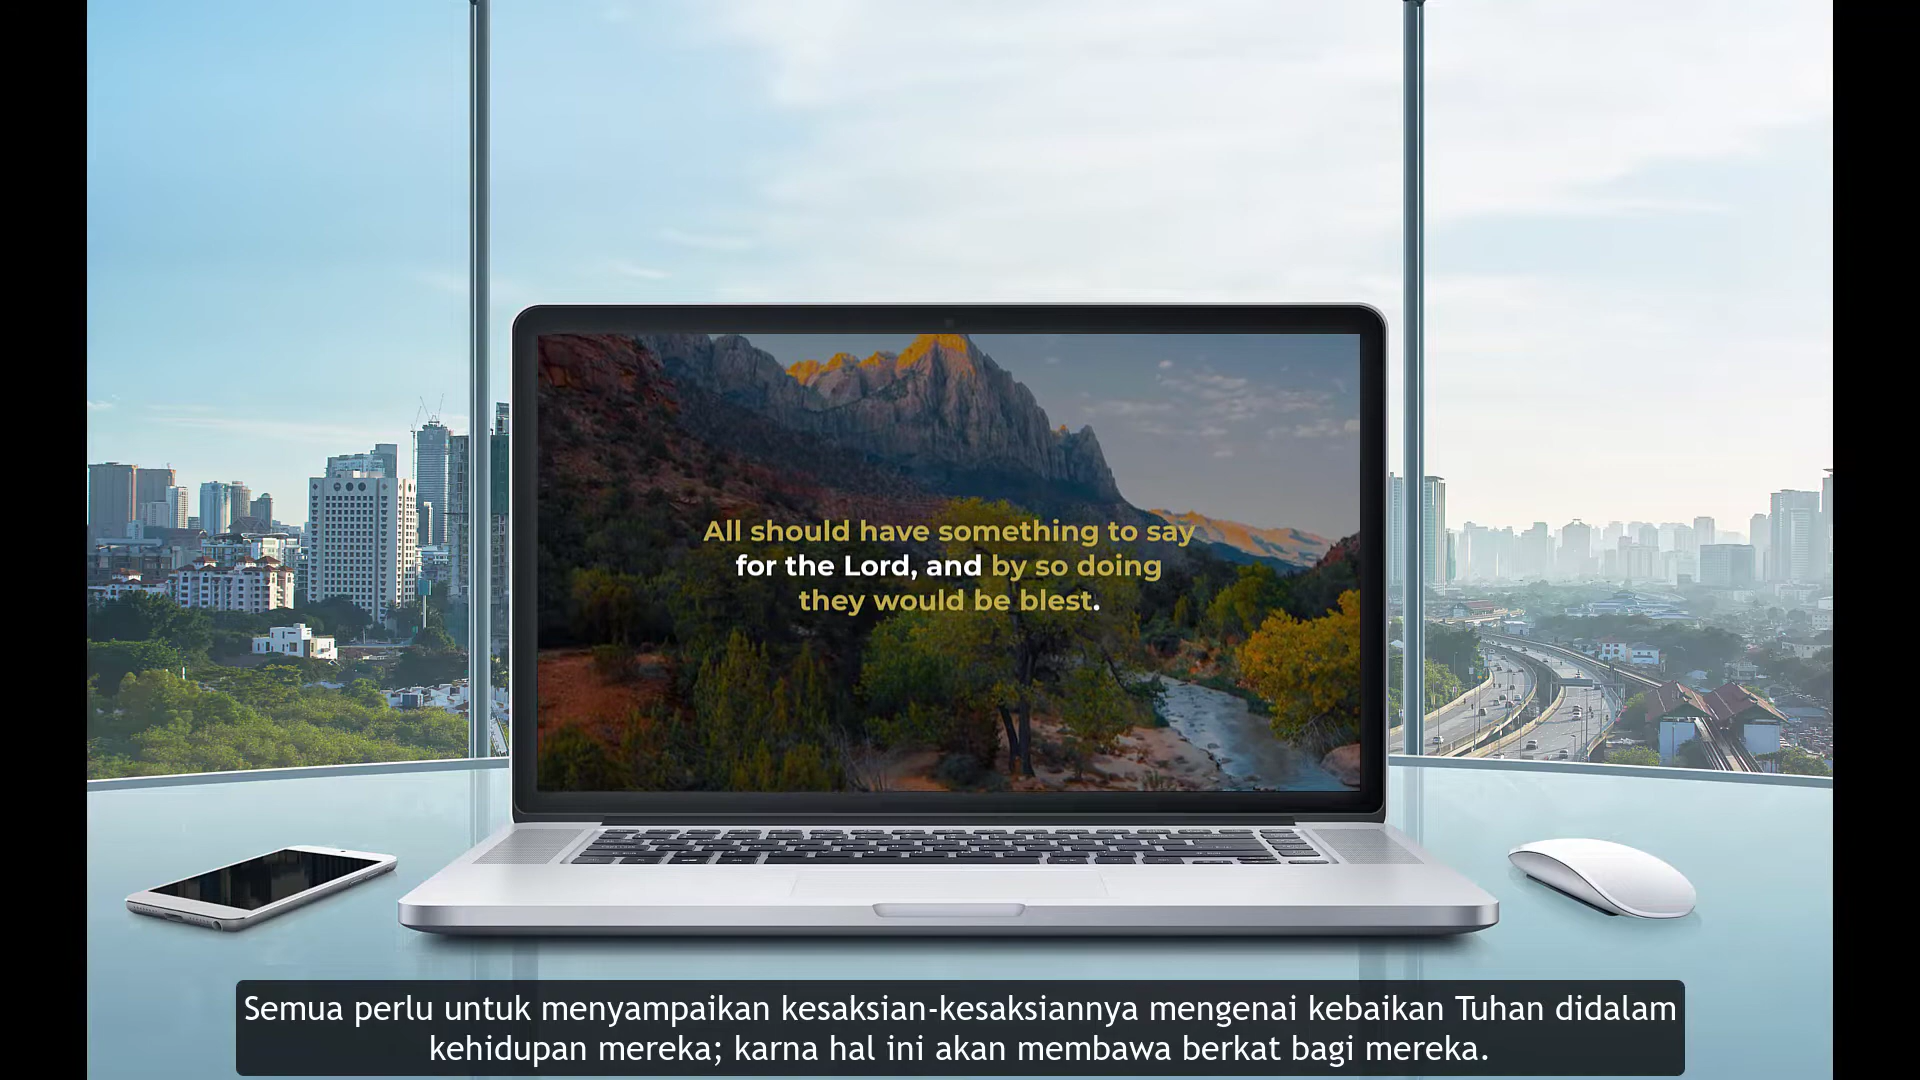 All should have something to say
for the Lord, and by so doing
they would be blest.
Semua perlu untuk menyampaikan kesaksian-kesaksiannya mengenai kebaikan Tuhan didalam
kehidupan mereka; karna hal ini akan membawa berkat bagi mereka.